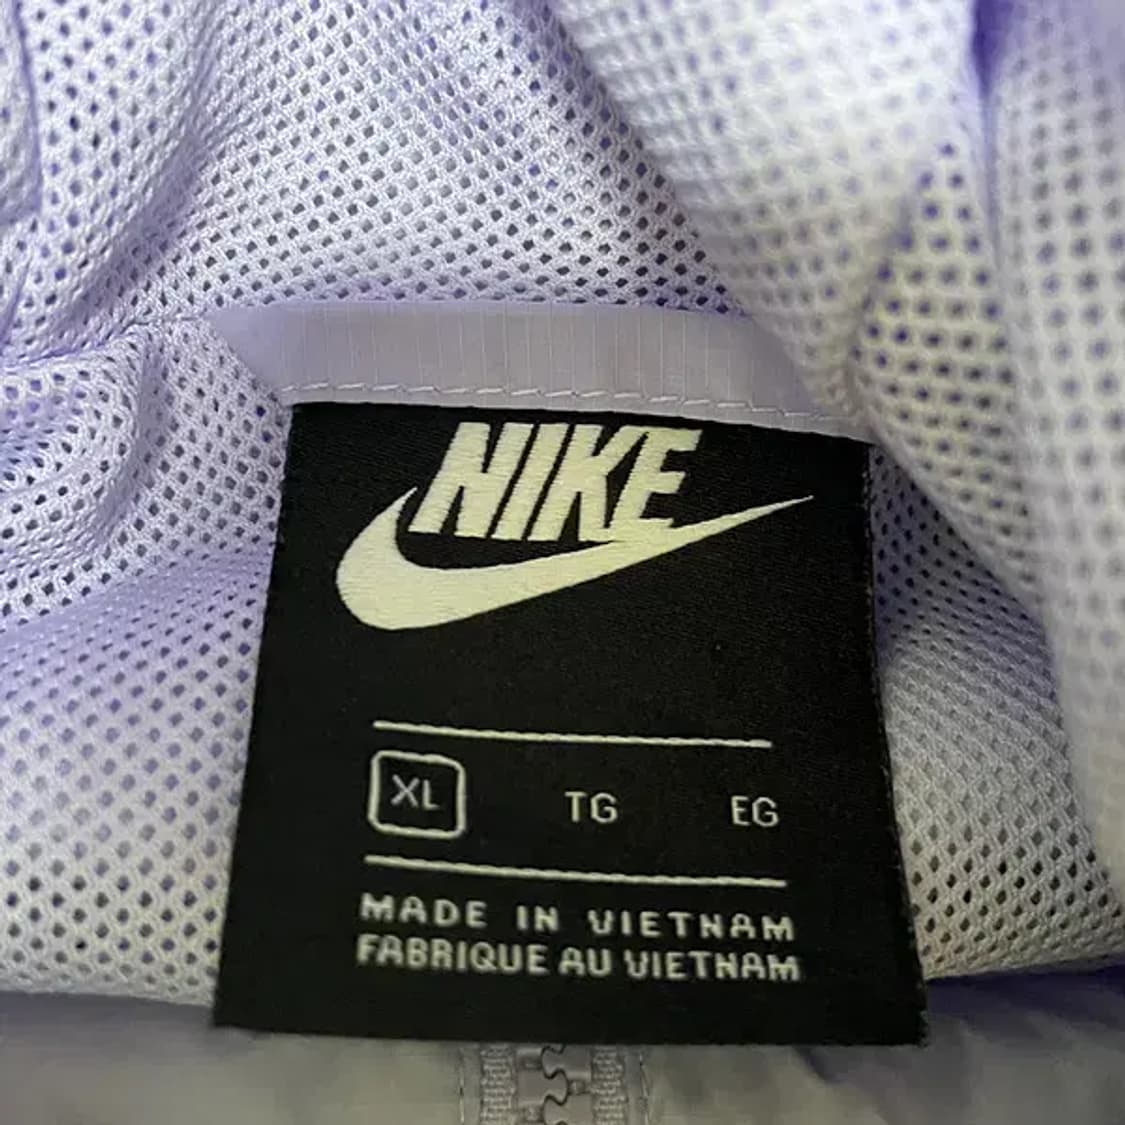 NIKE
XL TG EG
MADE IN VIETNAM
FABRIQUE AU VIETNAM